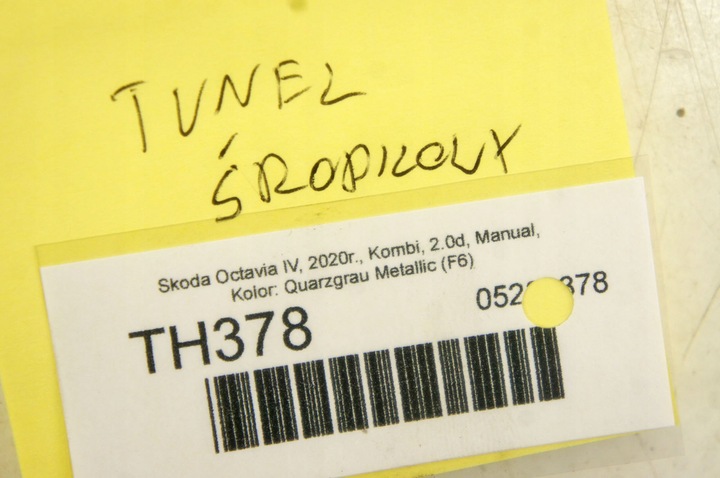 TUNEL
ŚRODKOWY
Skoda Octavia IV, 2020r., Kombi, 2.0d, Manual,
Kolor: Quarzgrau Metallic (F6)
TH378